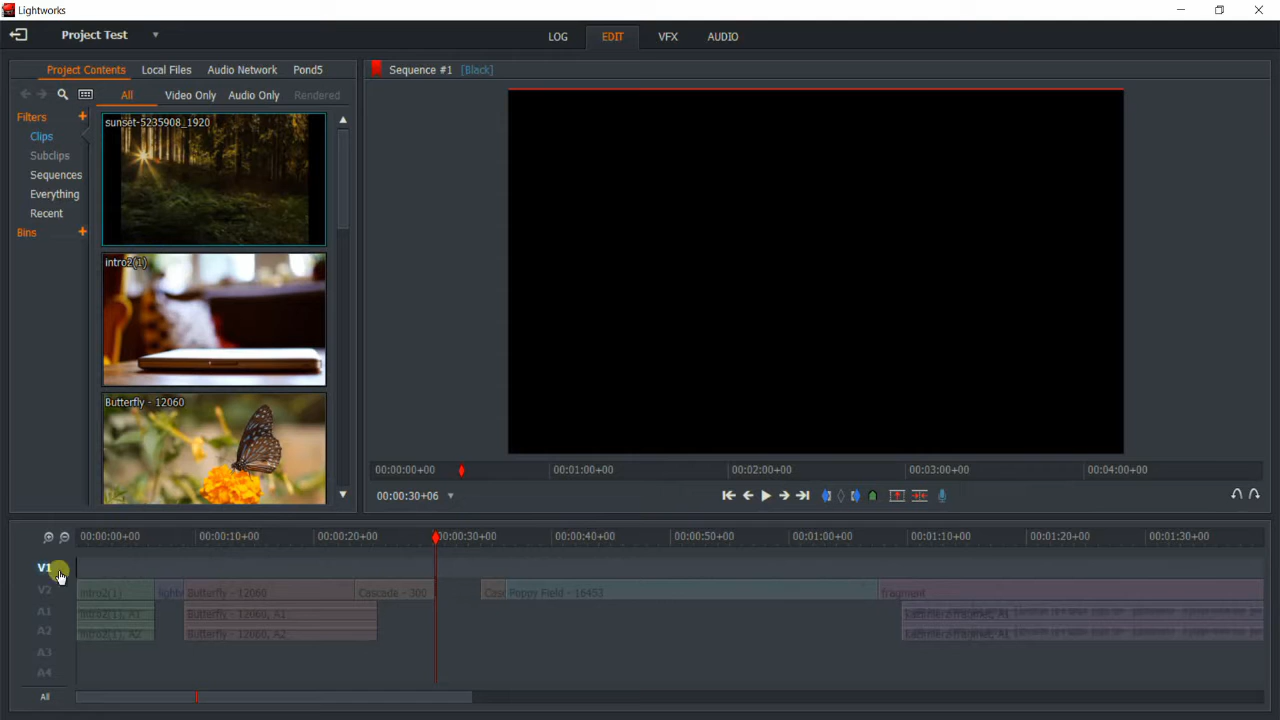 Lightworks
Project Test
LOG EDIT VFX AUDIO
Project Contents Local Files Audio Network Pond5
Sequence #1 [Black]
All Video Only Audio Only Rendered
Filters +
Clips
Subclips
Sequences
Everything
Recent
Bins +
sunset-5235908_1920
intro2(1)
Butterfly - 12060
00:00:00+00 00:01:00+00 00:02:00+00 00:03:00+00 00:04:00+00
00:00:30+06
00:00:00+00 00:00:10+00 00:00:20+00 00:00:30+00 00:00:40+00 00:00:50+00 00:01:00+00 00:01:10+00 00:01:20+00 00:01:30+00
V1
V2 intro2(1) Butterfly - 12060 Cascade - 300 Poppy Field - 16453 fragment
A1 intro2(1), A1 Butterfly - 12060, A1
A2 intro2(1), A2 Butterfly - 12060, A2
A3
A4
All